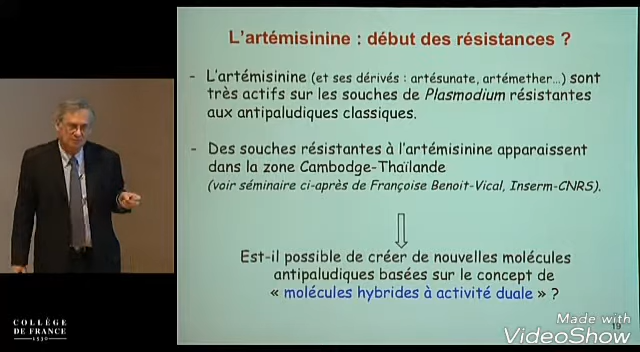 L'artémisinine : début des résistances ?
- L'artémisinine (et ses dérivés : artésunate, artémether...) sont
très actifs sur les souches de Plasmodium résistantes
aux antipaludiques classiques.
- Des souches résistantes à l'artémisinine apparaissent
dans la zone Cambodge-Thaïlande
(voir séminaire ci-après de Françoise Benoit-Vical, Inserm-CNRS).
Est-il possible de créer de nouvelles molécules
antipaludiques basées sur le concept de
« molécules hybrides à activité duale » ?
COLLÈGE
DE FRANCE
1530
19
Made with
VideoShow